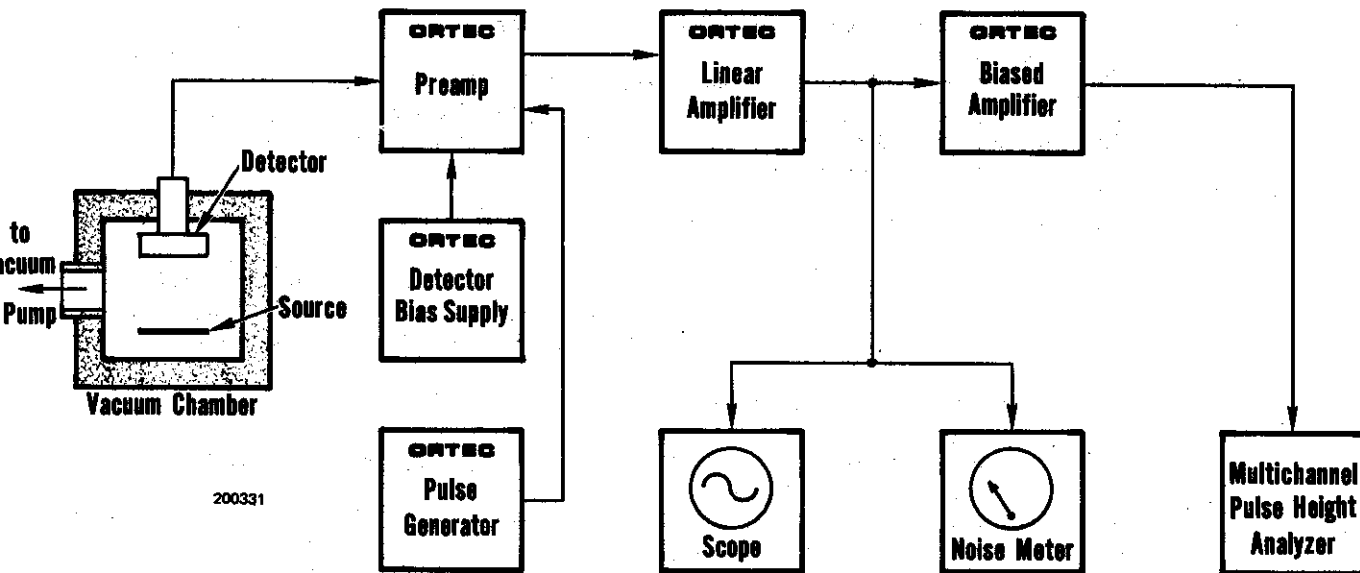 ORTEC
Preamp
ORTEC
Linear
Amplifier
ORTEC
Biased
Amplifier
Detector
to
acuum
Pump
Source
Vacuum Chamber
ORTEC
Detector
Bias Supply
ORTEC
Pulse
Generator
200331
Scope
Noise Meter
Multichannel
Pulse Height
Analyzer